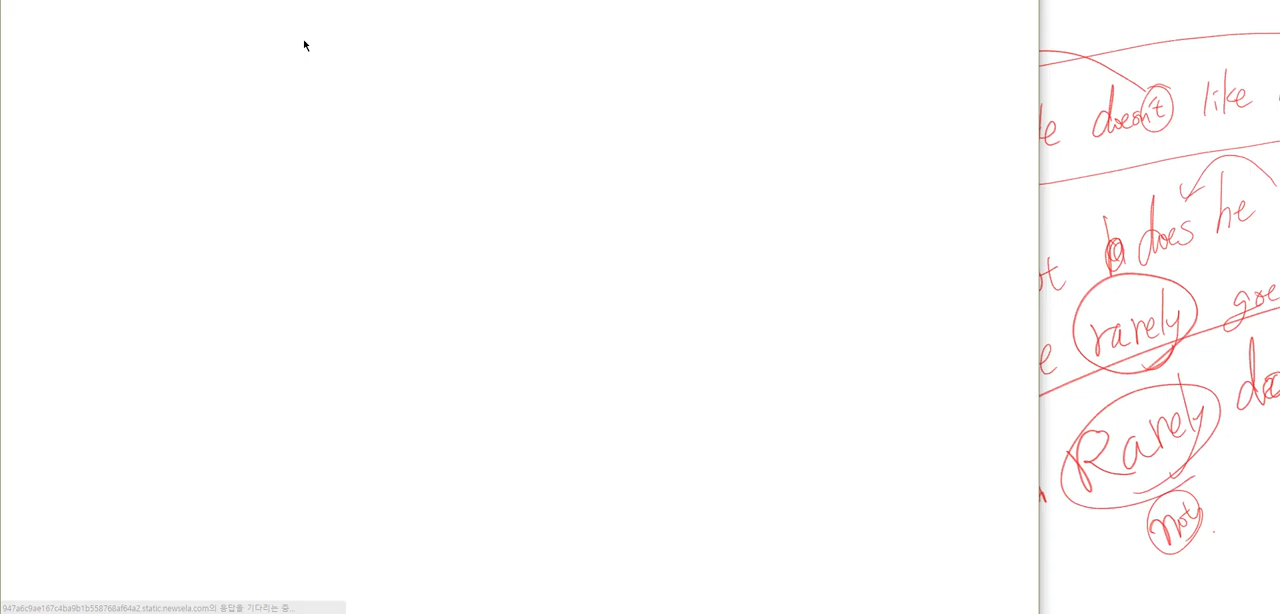 doesn't like
does he
rarely goe
Rarely doe
not
947a6c9ae167c4ba9b1b558768af64a2.static.newsela.com의 응답을 기다리는 중...